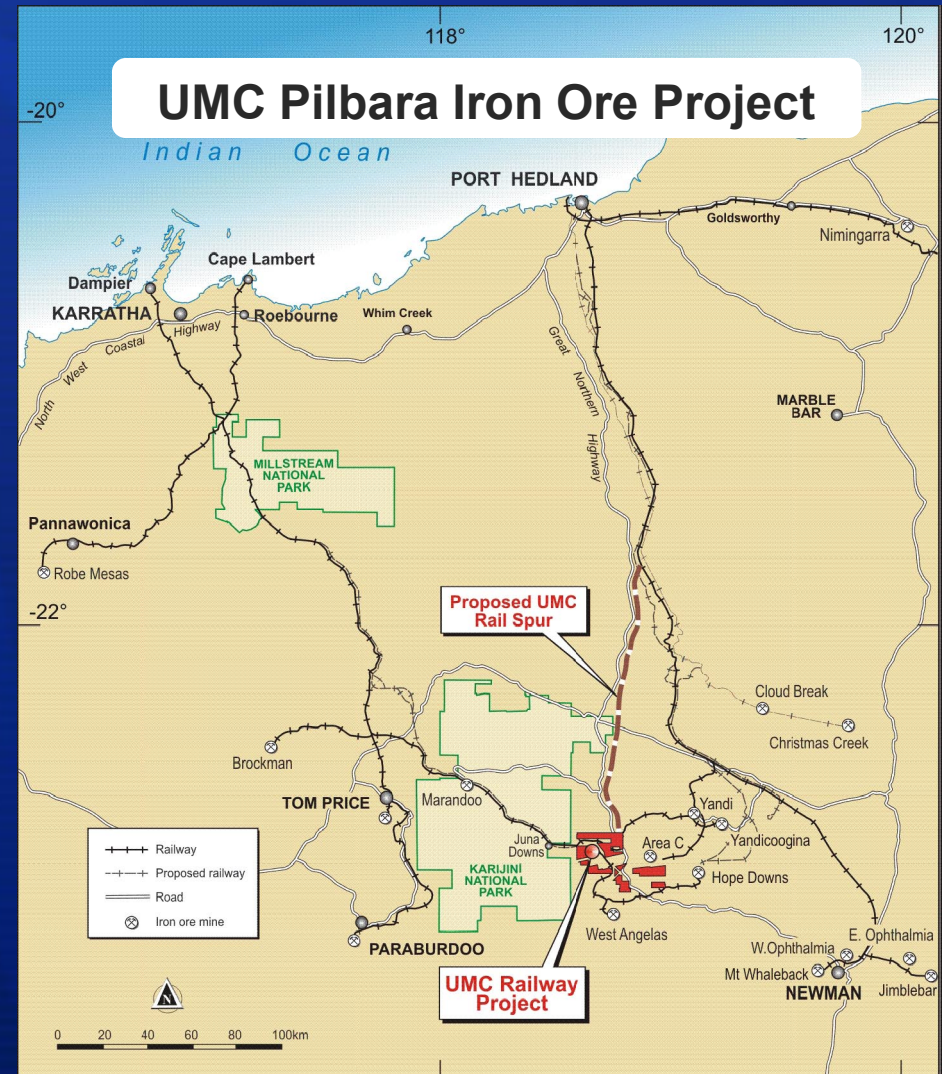 118°
120°
UMC Pilbara Iron Ore Project
-20°
Indian Ocean
PORT HEDLAND
Goldsworthy
Nimingarra
Cape Lambert
Dampier
KARRATHA
Roebourne
Whim Creek
North West Coastal Highway
Great Northern Highway
MARBLE
BAR
MILLSTREAM
NATIONAL
PARK
Pannawonica
Robe Mesas
Proposed UMC
Rail Spur
-22°
Cloud Break
Christmas Creek
Brockman
TOM PRICE
Marandoo
Yandi
Yandicoogina
Juna
Downs
Area C
Hope Downs
KARIJINI
NATIONAL
PARK
Railway
Proposed railway
Road
Iron ore mine
West Angelas
PARABURDOO
E. Ophthalmia
W.Ophthalmia
Mt Whaleback
NEWMAN
Jimblebar
UMC Railway
Project
N
0 20 40 60 80 100km